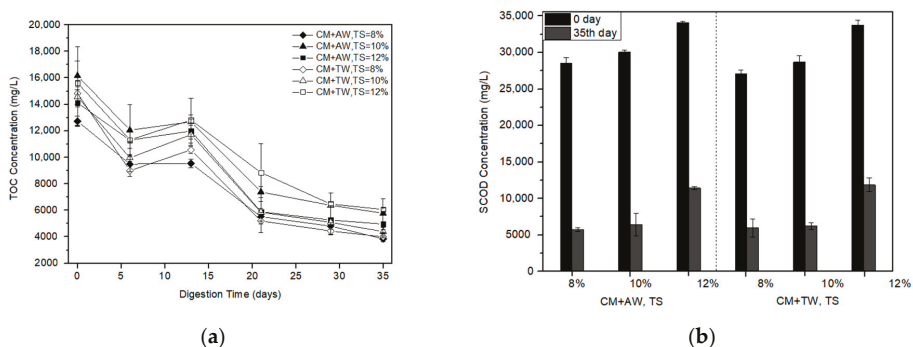 20,000
18,000
16,000
14,000
12,000
10,000
8000
6000
4000
2000
TOC Concentration (mg/L)
CM+AW,TS=8%
CM+AW,TS=10%
CM+AW,TS=12%
CM+TW,TS=8%
CM+TW,TS=10%
CM+TW,TS=12%
0 5 10 15 20 25 30 35
Digestion Time (days)
(a)
35,000
30,000
25,000
20,000
15,000
10,000
5000
0
SCOD Concentration (mg/L)
0 day
35th day
8% 10% 12% 8% 10% 12%
CM+AW, TS CM+TW, TS
(b)